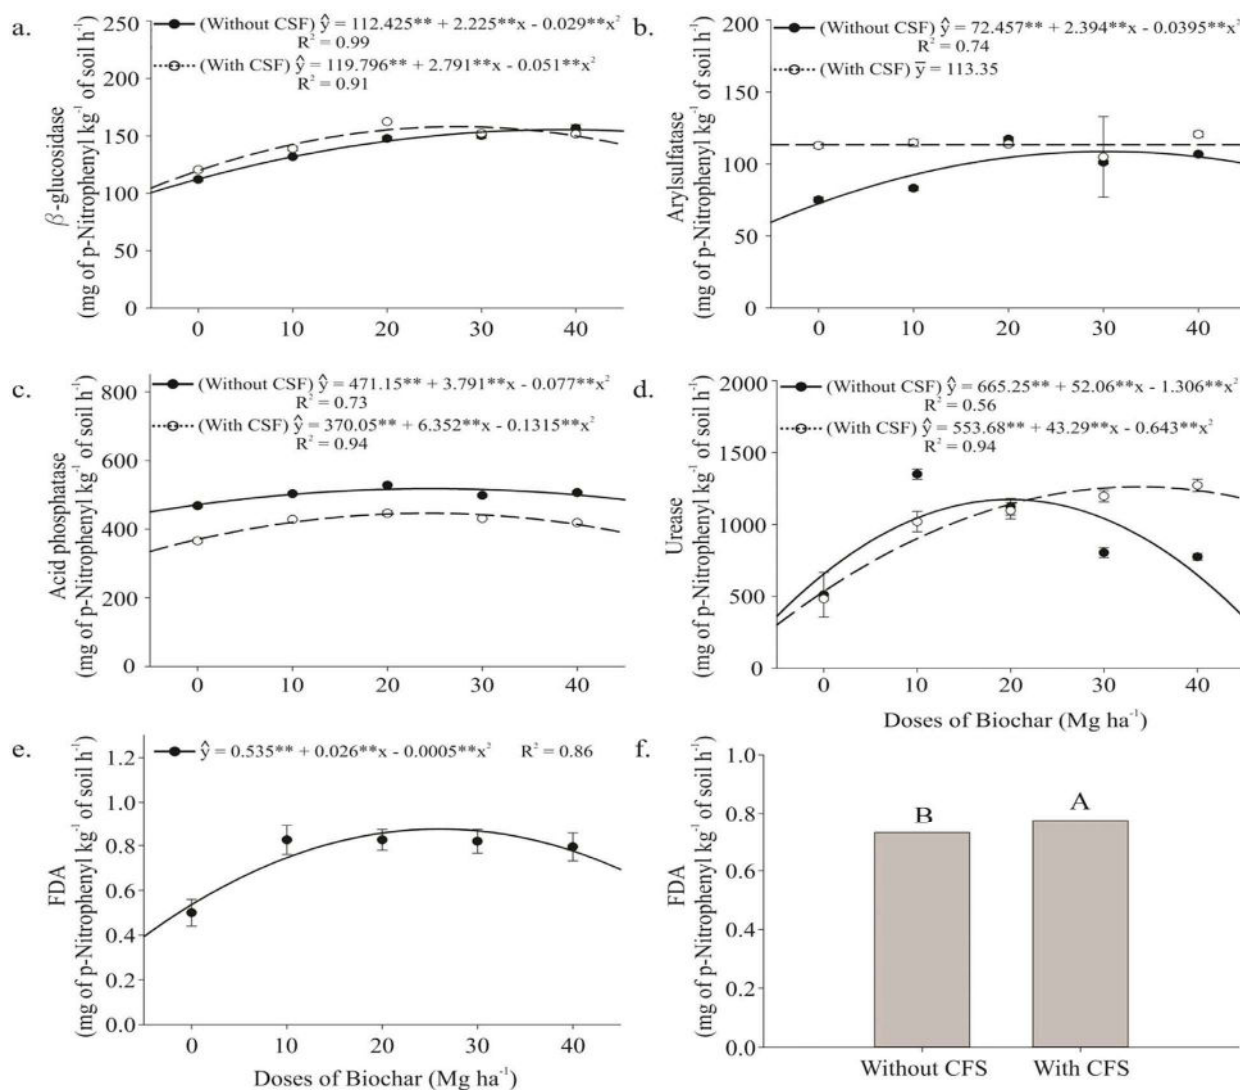 a.
(Without CSF) ŷ = 112.425** + 2.225**x - 0.029**x²
R² = 0.99
(With CSF) ŷ = 119.796** + 2.791**x - 0.051**x²
R² = 0.91
β-glucosidase
(mg of p-Nitrophenyl kg⁻¹ of soil h⁻¹)
250
200
150
100
50
0
0 10 20 30 40
b.
(Without CSF) ŷ = 72.457** + 2.394**x - 0.0395**x²
R² = 0.74
(With CSF) y̅ = 113.35
Arylsulfatase
(mg of p-Nitrophenyl kg⁻¹ of soil h⁻¹)
200
150
100
50
0
0 10 20 30 40
c.
(Without CSF) ŷ = 471.15** + 3.791**x - 0.077**x²
R² = 0.73
(With CSF) ŷ = 370.05** + 6.352**x - 0.1315**x²
R² = 0.94
Acid phosphatase
(mg of p-Nitrophenyl kg⁻¹ of soil h⁻¹)
800
600
400
200
0
0 10 20 30 40
d.
(Without CSF) ŷ = 665.25** + 52.06**x - 1.306**x²
R² = 0.56
(With CSF) ŷ = 553.68** + 43.29**x - 0.643**x²
R² = 0.94
Urease
(mg of p-Nitrophenyl kg⁻¹ of soil h⁻¹)
2000
1500
1000
500
0
0 10 20 30 40
Doses of Biochar (Mg ha⁻¹)
e.
ŷ = 0.535** + 0.026**x - 0.0005**x² R² = 0.86
FDA
(mg of p-Nitrophenyl kg⁻¹ of soil h⁻¹)
1.2
1.0
0.8
0.6
0.4
0.2
0.0
0 10 20 30 40
Doses of Biochar (Mg ha⁻¹)
f.
FDA
(mg of p-Nitrophenyl kg⁻¹ of soil h⁻¹)
1.0
0.8
0.6
0.4
0.2
0.0
B A
Without CFS With CFS